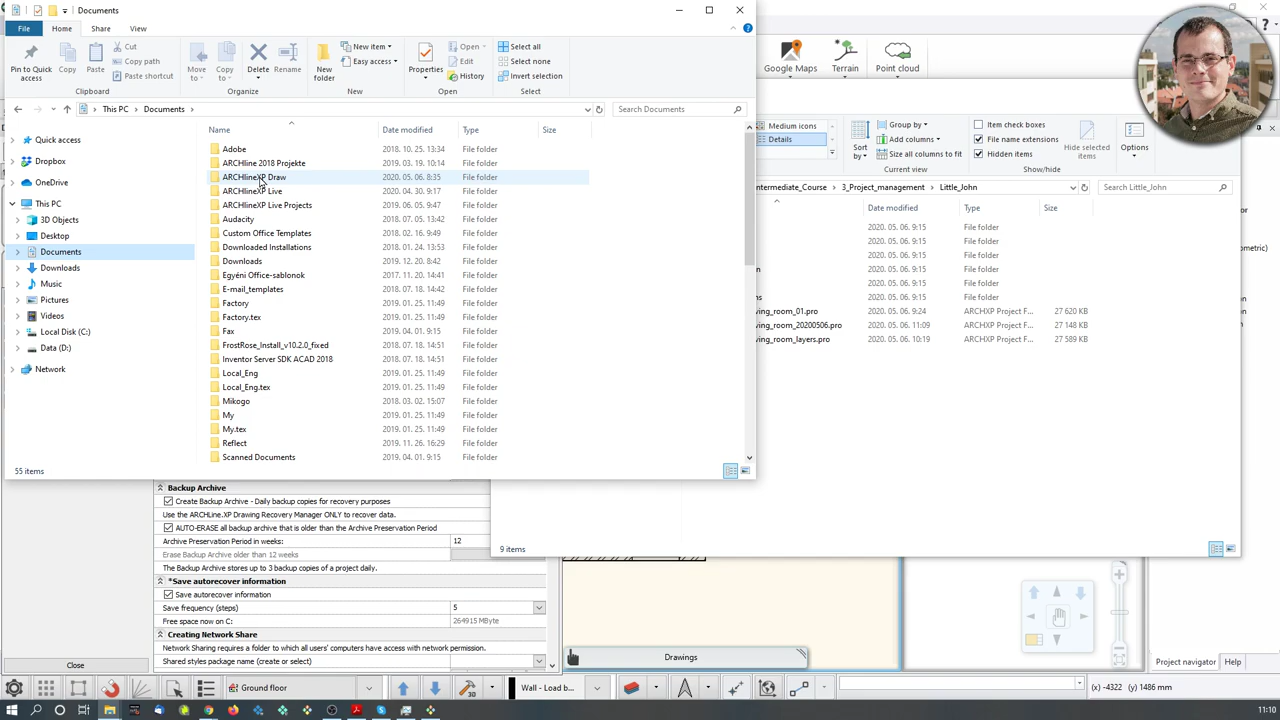 Documents
File
Home
Share
View
Pin to Quick access
Copy
Paste
Cut
Copy path
Paste shortcut
Clipboard
Move to
Copy to
Delete
Rename
Organize
New folder
New item
Easy access
New
Properties
Open
Edit
History
Open
Select all
Select none
Invert selection
Select
This PC
Documents
Search Documents
Quick access
Dropbox
OneDrive
This PC
3D Objects
Desktop
Documents
Downloads
Music
Pictures
Videos
Local Disk (C:)
Data (D:)
Network
Name Date modified Type Size
Adobe 2018. 10. 25. 13:34 File folder
ARCHline 2018 Projekte 2019. 03. 19. 10:14 File folder
ARCHlineXP Draw 2020. 05. 06. 8:35 File folder
ARCHlineXP Live 2020. 04. 30. 9:17 File folder
ARCHlineXP Live Projects 2019. 06. 05. 9:47 File folder
Audacity 2018. 07. 05. 13:42 File folder
Custom Office Templates 2018. 02. 16. 9:49 File folder
Downloaded Installations 2018. 01. 24. 13:53 File folder
Downloads 2019. 12. 20. 8:42 File folder
Egyéni Office-sablonok 2017. 11. 20. 14:41 File folder
E-mail_templates 2018. 07. 18. 14:42 File folder
Factory 2019. 01. 25. 11:49 File folder
Factory.tex 2019. 01. 25. 11:49 File folder
Fax 2019. 04. 01. 9:15 File folder
FrostRose_Install_v10.2.0_fixed 2018. 07. 18. 14:51 File folder
Inventor Server SDK ACAD 2018 2018. 07. 18. 14:51 File folder
Local_Eng 2019. 01. 25. 11:49 File folder
Local_Eng.tex 2019. 01. 25. 11:49 File folder
Mikogo 2018. 03. 02. 15:07 File folder
My 2019. 01. 25. 11:49 File folder
My.tex 2019. 01. 25. 11:49 File folder
Reflect 2019. 11. 26. 16:29 File folder
Scanned Documents 2019. 04. 01. 9:15 File folder
55 items
Google Maps
Terrain
Point cloud
Medium icons
Details
Sort by
Group by
Add columns
Size all columns to fit
Current view
Item check boxes
File name extensions
Hidden items
Hide selected items
Show/hide
Options
ntermediate_Course
3_Project_management
Little_John
Search Little_John
Date modified Type Size
2020. 05. 06. 9:15 File folder
2020. 05. 06. 9:15 File folder
2020. 05. 06. 9:15 File folder
2020. 05. 06. 9:15 File folder
2020. 05. 06. 9:15 File folder
2020. 05. 06. 9:15 File folder
ving_room_01.pro 2020. 05. 06. 9:24 ARCHXP Project F... 27 620 KB
ving_room_20200506.pro 2020. 05. 06. 11:09 ARCHXP Project F... 27 148 KB
ving_room_layers.pro 2020. 05. 06. 10:19 ARCHXP Project F... 27 589 KB
9 items
ometric)
Backup Archive
Create Backup Archive - Daily backup copies for recovery purposes
Use the ARCHLine.XP Drawing Recovery Manager ONLY to recover data.
AUTO-ERASE all backup archive that is older than the Archive Preservation Period
Archive Preservation Period in weeks: 12
Erase Backup Archive older than 12 weeks
The Backup Archive stores up to 3 backup copies of a project daily.
*Save autorecover information
Save autorecover information
Save frequency (steps) 5
Free space now on C: 264915 MByte
Creating Network Share
Network Sharing requires a folder to which all users' computers have access with network permission.
Shared styles package name (create or select)
Close
Drawings
Project navigator
Help
Ground floor
Wall - Load b...
(x) -4322 (y) 1486 mm
11:10